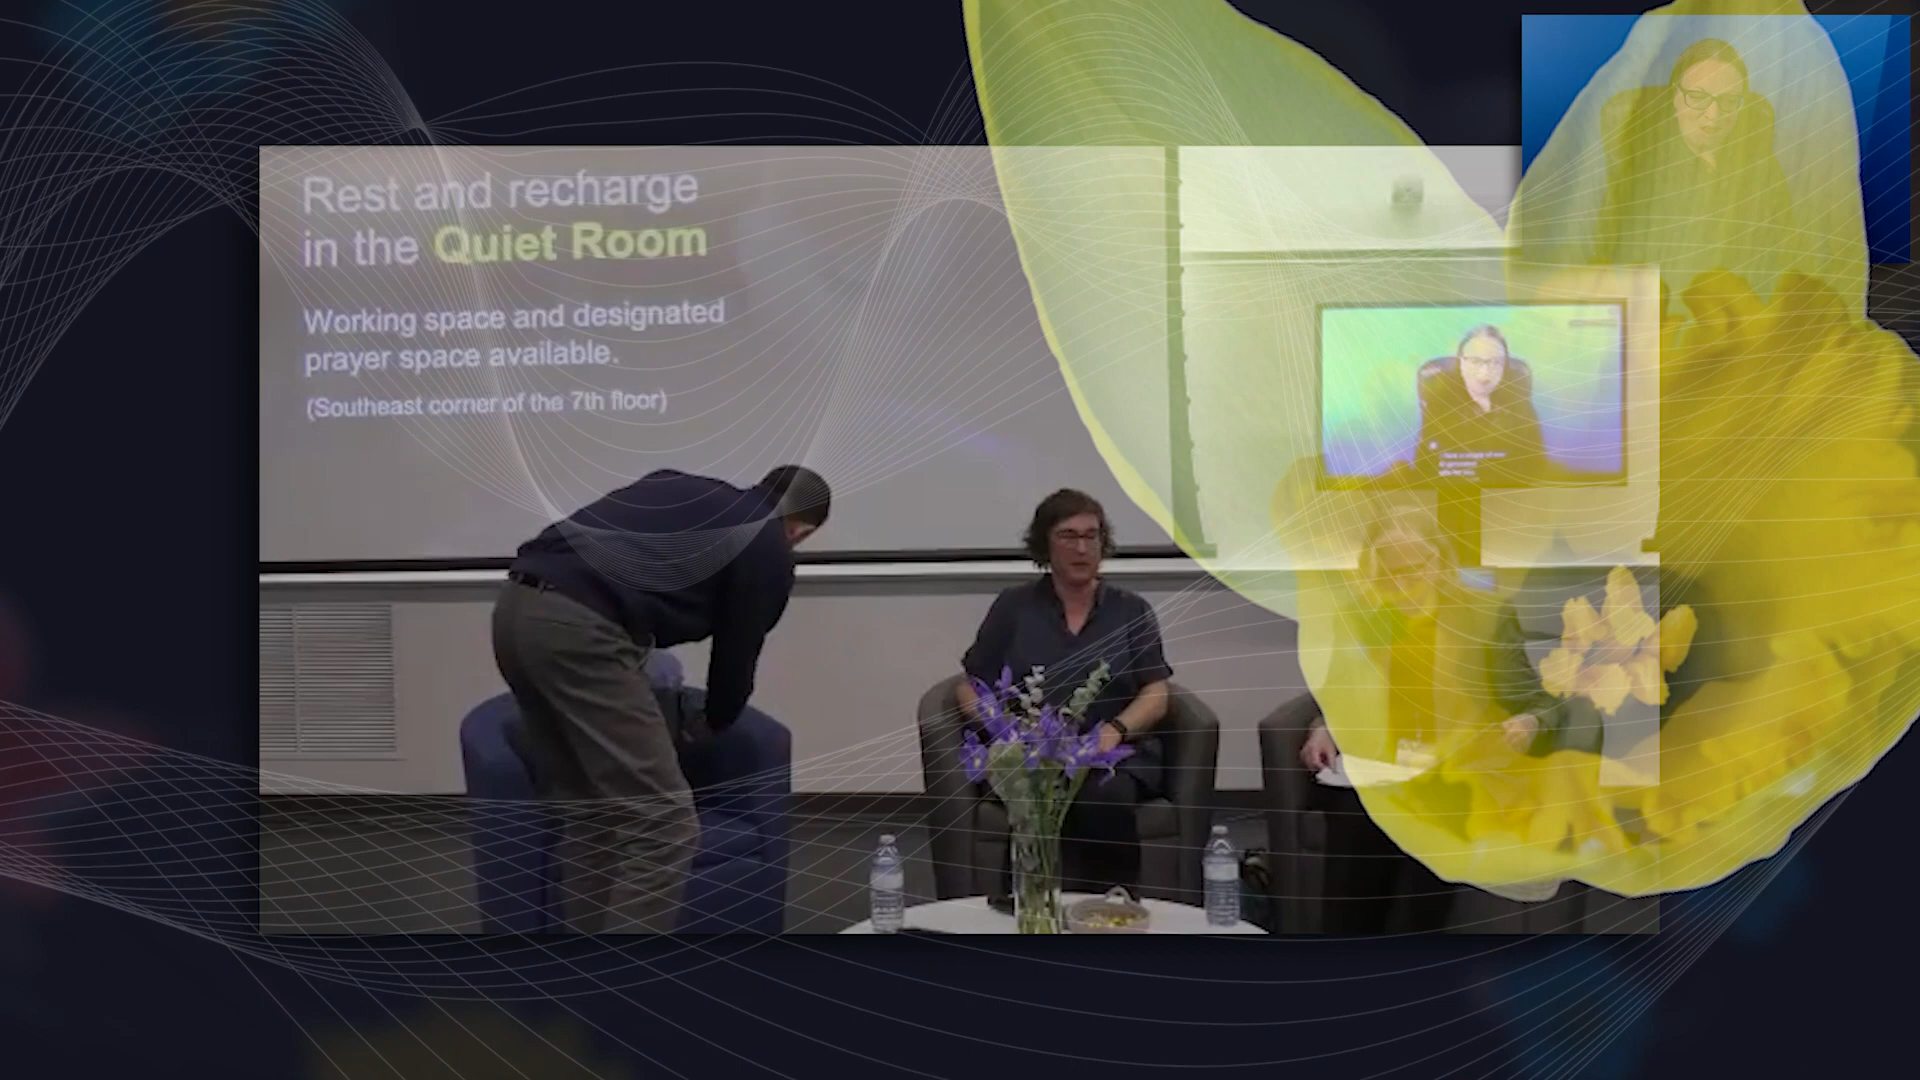 Rest and recharge
in the Quiet Room
Working space and designated
prayer space available.
(Southeast corner of the 7th floor)